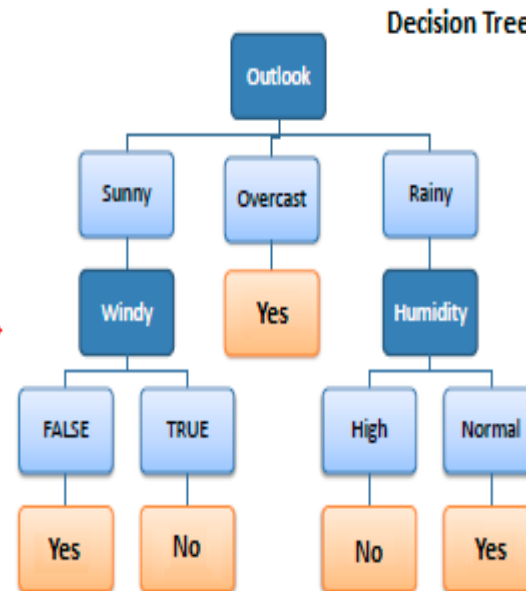 Decision Tree
Outlook
Sunny
Overcast
Rainy
Windy
Yes
Humidity
FALSE
TRUE
High
Normal
Yes
No
No
Yes